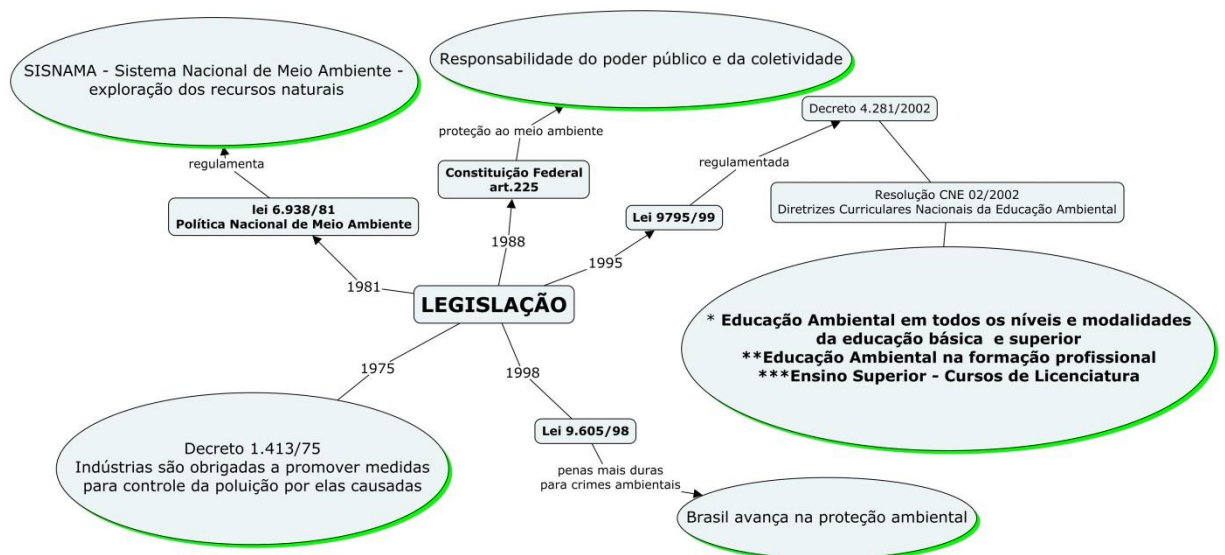 SISNAMA - Sistema Nacional de Meio Ambiente -
exploração dos recursos naturais
regulamenta
lei 6.938/81
Política Nacional de Meio Ambiente
1981
Responsabilidade do poder público e da coletividade
proteção ao meio ambiente
Constituição Federal
art.225
1988
Decreto 4.281/2002
regulamentada
Lei 9795/99
1995
Resolução CNE 02/2002
Diretrizes Curriculares Nacionais da Educação Ambiental
* Educação Ambiental em todos os níveis e modalidades
da educação básica e superior
**Educação Ambiental na formação profissional
***Ensino Superior - Cursos de Licenciatura
LEGISLAÇÃO
1975
Decreto 1.413/75
Indústrias são obrigadas a promover medidas
para controle da poluição por elas causadas
1998
Lei 9.605/98
penas mais duras
para crimes ambientais
Brasil avança na proteção ambiental